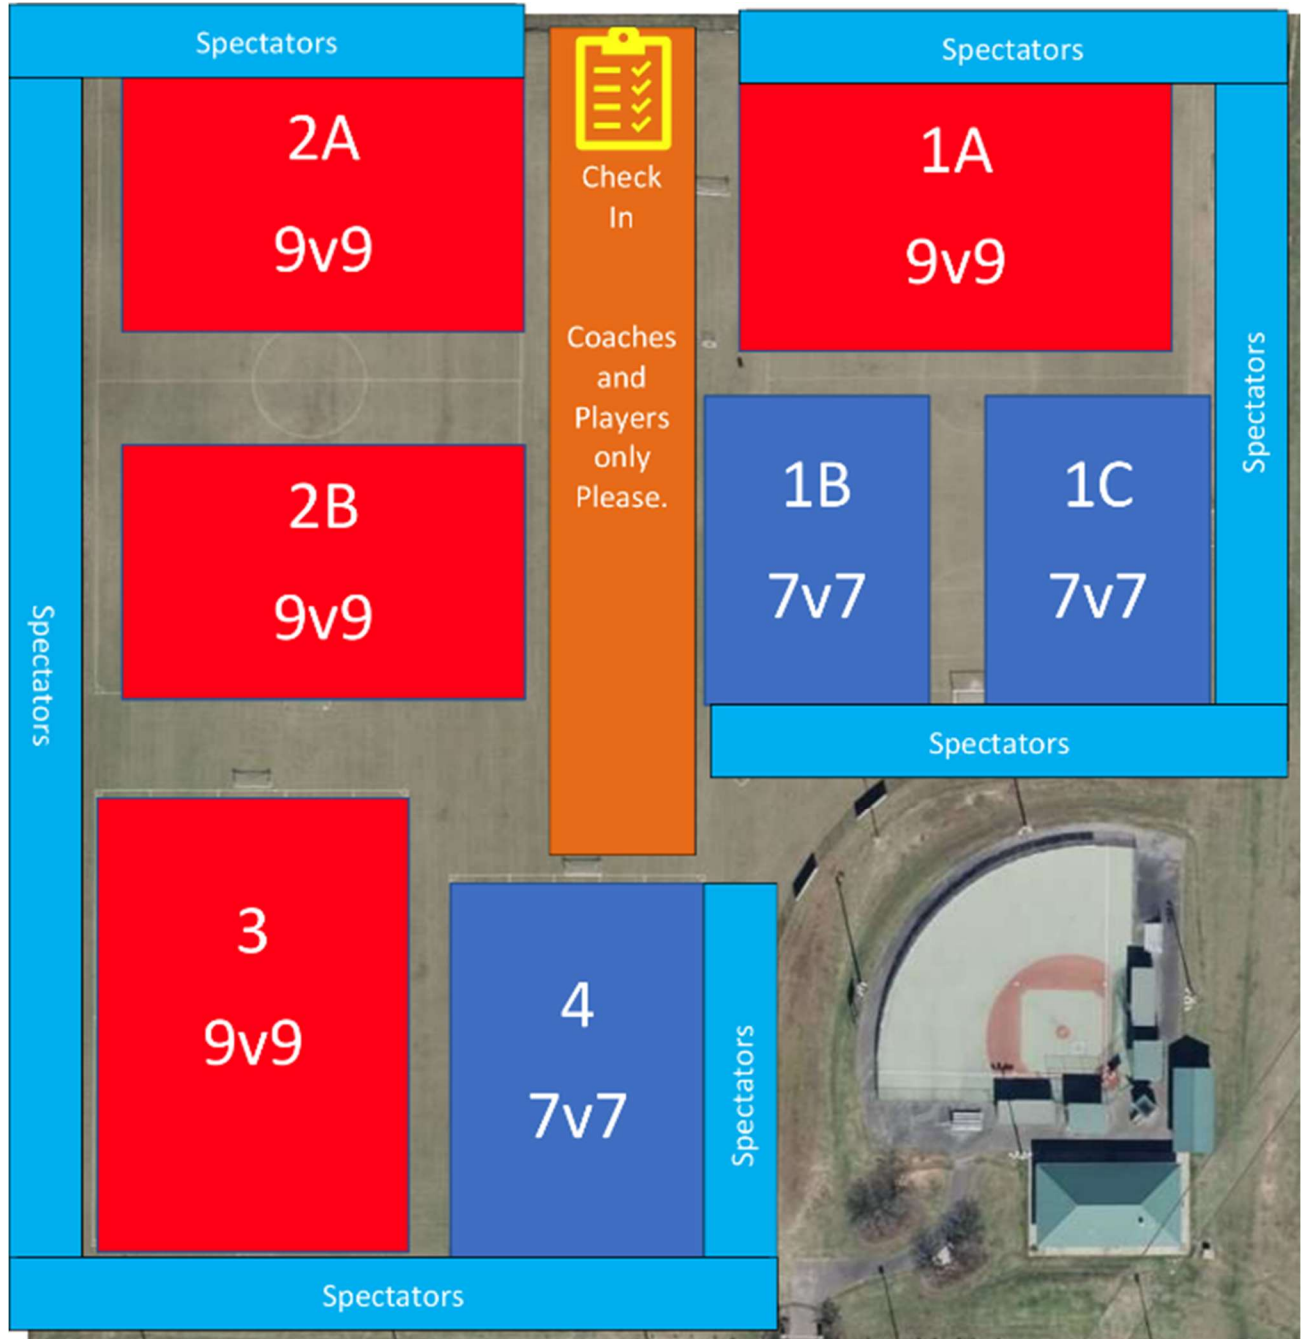 Spectators
Spectators
2A
9v9
Check
In
Coaches
and
Players
only
Please.
1A
9v9
Spectators
2B
9v9
1B
7v7
1C
7v7
Spectators
Spectators
3
9v9
4
7v7
Spectators
Spectators